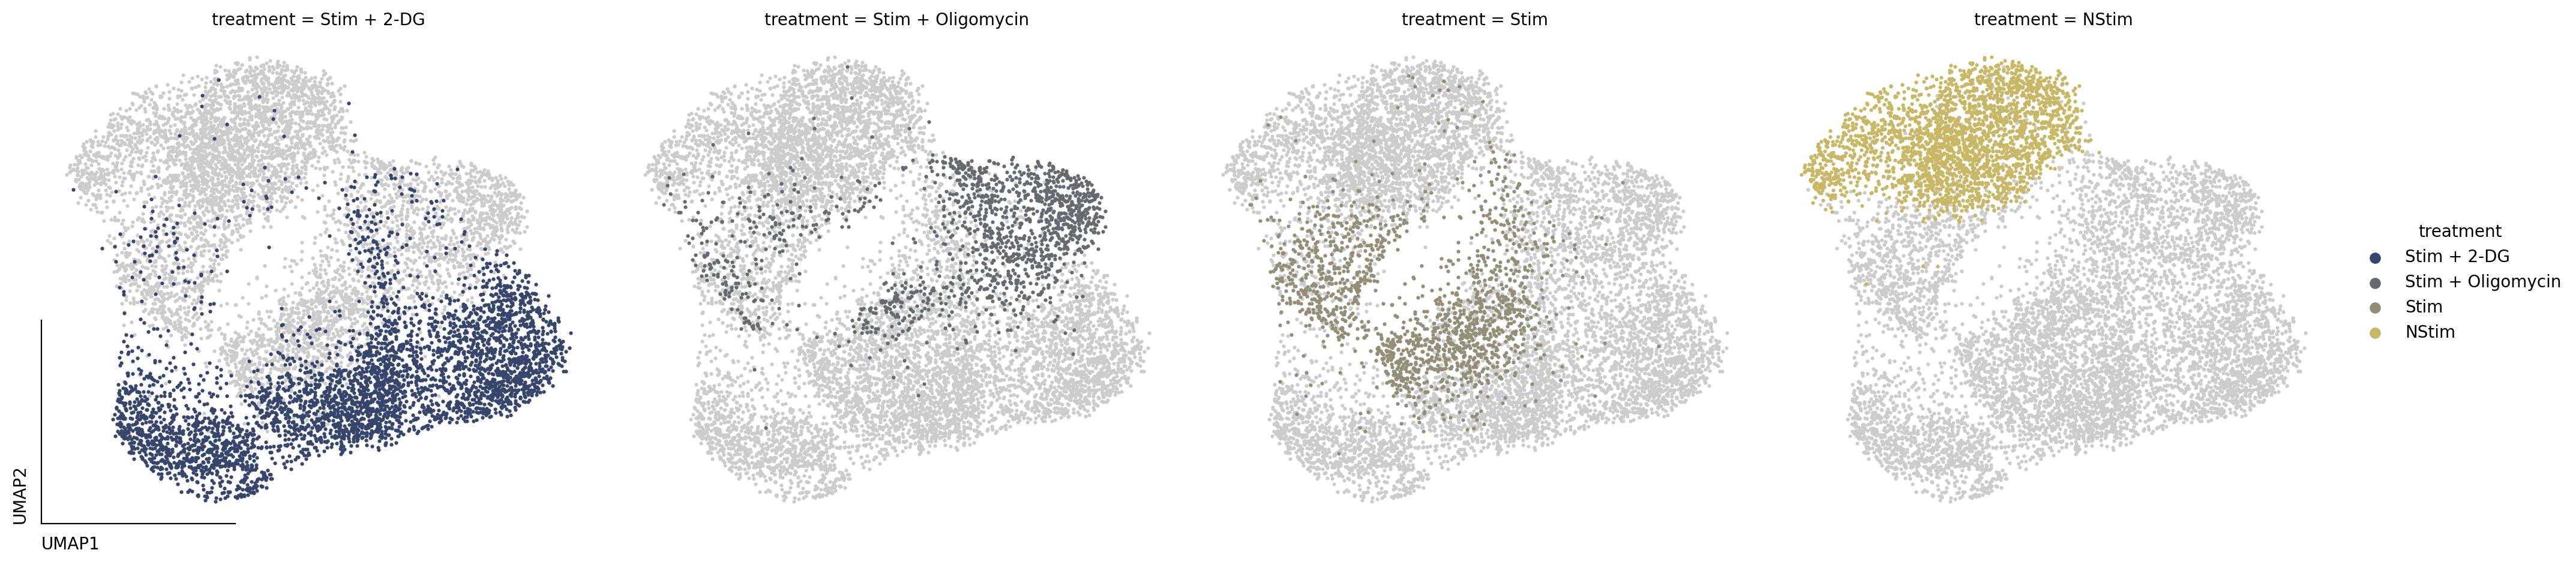 treatment = Stim + 2-DG
treatment = Stim + Oligomycin
treatment = Stim
treatment = NStim
UMAP2
UMAP1
treatment
Stim + 2-DG
Stim + Oligomycin
Stim
NStim